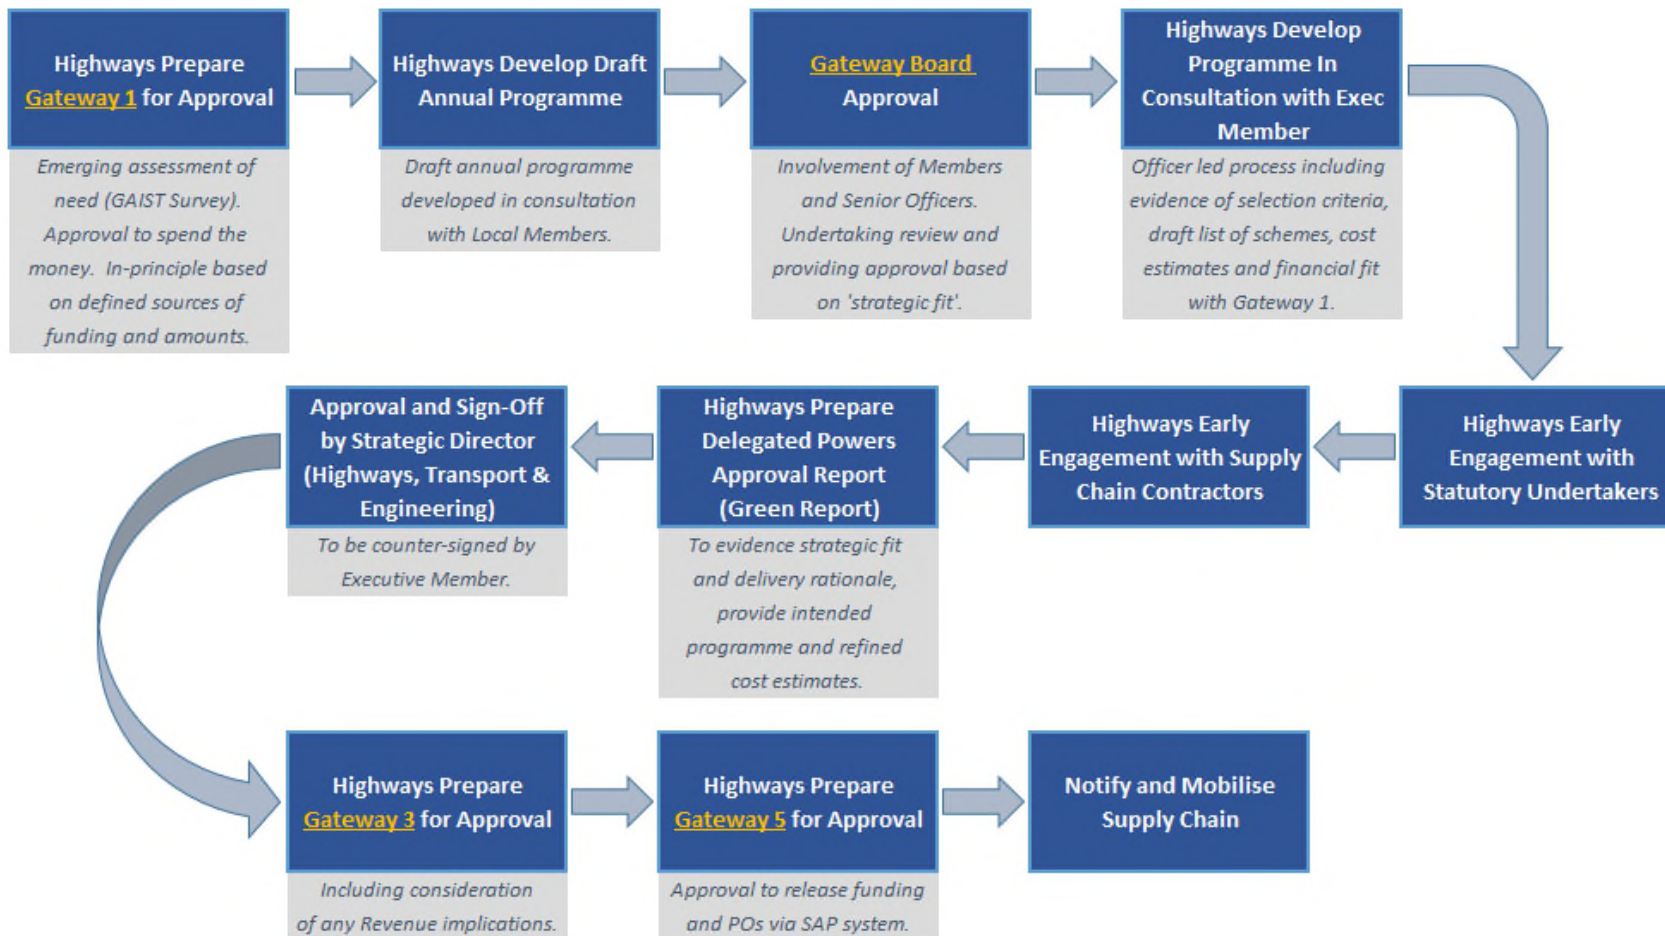 Highways Prepare
Gateway 1 for Approval
Emerging assessment of
need (GAIST Survey).
Approval to spend the
money.  In-principle based
on defined sources of
funding and amounts.
Highways Develop Draft
Annual Programme
Draft annual programme
developed in consultation
with Local Members.
Gateway Board
Approval
Involvement of Members
and Senior Officers.
Undertaking review and
providing approval based
on 'strategic fit'.
Highways Develop
Programme In
Consultation with Exec
Member
Officer led process including
evidence of selection criteria,
draft list of schemes, cost
estimates and financial fit
with Gateway 1.
Highways Early
Engagement with
Statutory Undertakers
Highways Early
Engagement with Supply
Chain Contractors
Highways Prepare
Delegated Powers
Approval Report
(Green Report)
To evidence strategic fit
and delivery rationale,
provide intended
programme and refined
cost estimates.
Approval and Sign-Off
by Strategic Director
(Highways, Transport &
Engineering)
To be counter-signed by
Executive Member.
Highways Prepare
Gateway 3 for Approval
Including consideration
of any Revenue implications.
Highways Prepare
Gateway 5 for Approval
Approval to release funding
and POs via SAP system.
Notify and Mobilise
Supply Chain